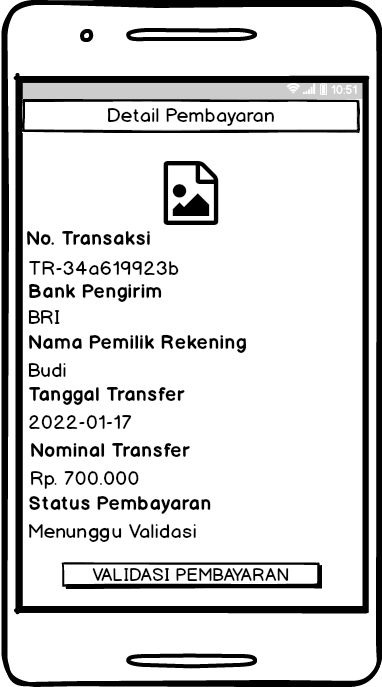 10:51
Detail Pembayaran
No. Transaksi
TR-34a619923b
Bank Pengirim
BRI
Nama Pemilik Rekening
Budi
Tanggal Transfer
2022-01-17
Nominal Transfer
Rp. 700.000
Status Pembayaran
Menunggu Validasi
VALIDASI PEMBAYARAN